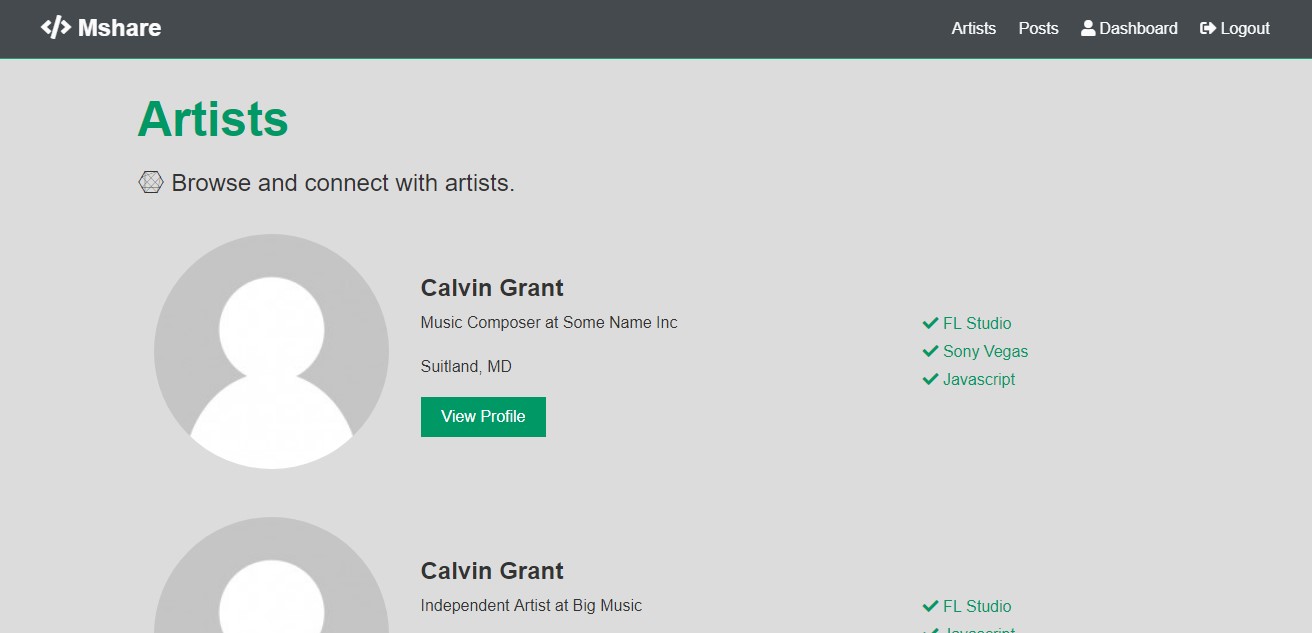 Mshare
Artists Posts Dashboard Logout
Artists
Browse and connect with artists.
Calvin Grant
Music Composer at Some Name Inc
Suitland, MD
View Profile
FL Studio
Sony Vegas
Javascript
Calvin Grant
Independent Artist at Big Music
FL Studio
Javascript